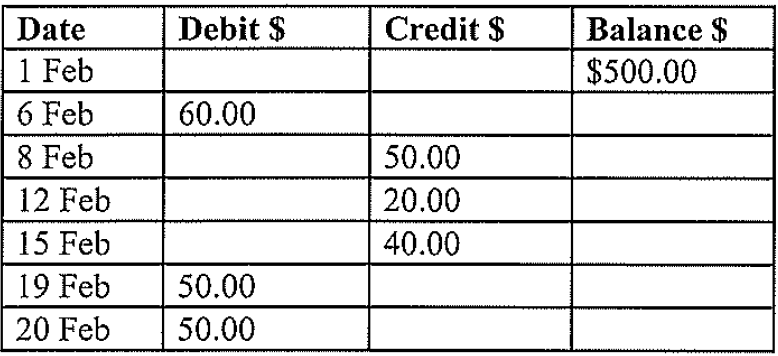 Date Debit $ Credit $ Balance $
1 Feb $500.00
6 Feb 60.00
8 Feb 50.00
12 Feb 20.00
15 Feb 40.00
19 Feb 50.00
20 Feb 50.00